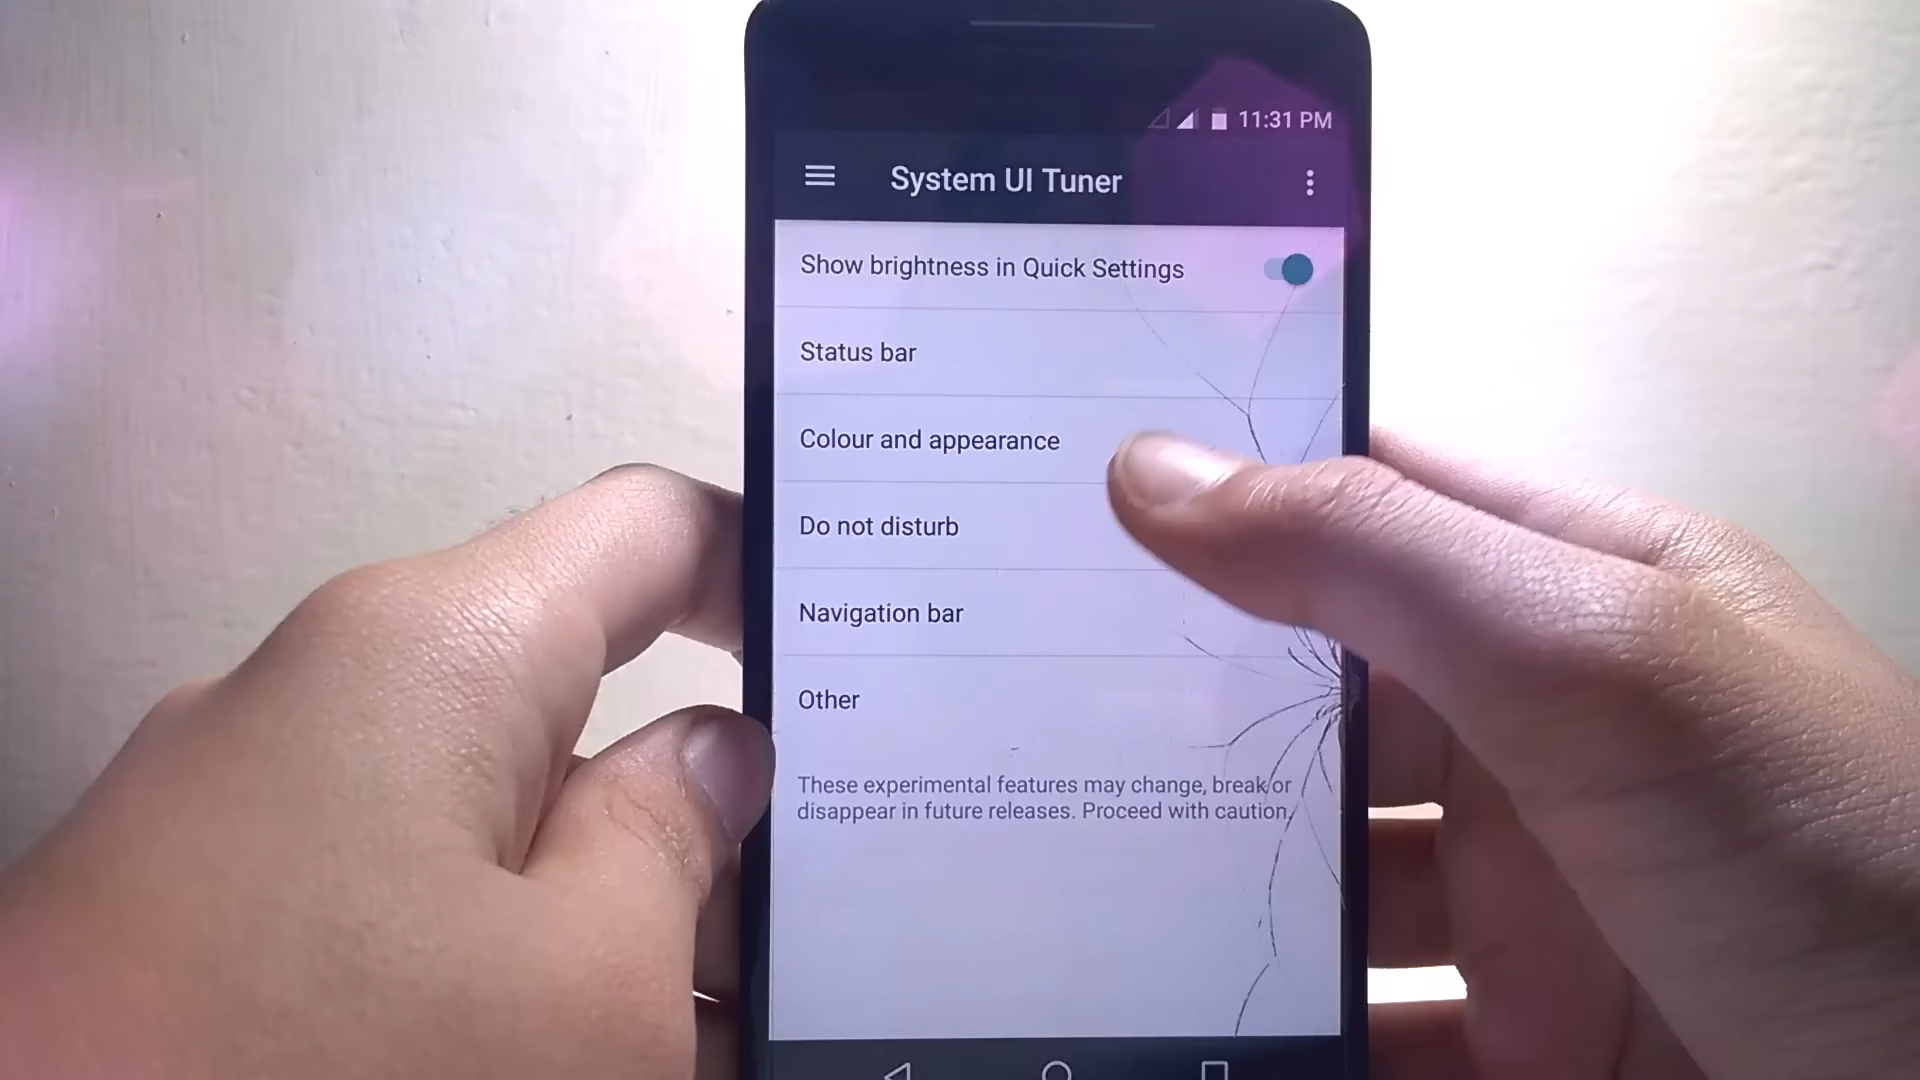 11:31 PM
System UI Tuner
Show brightness in Quick Settings
Status bar
Colour and appearance
Do not disturb
Navigation bar
Other
These experimental features may change, break or
disappear in future releases. Proceed with caution.